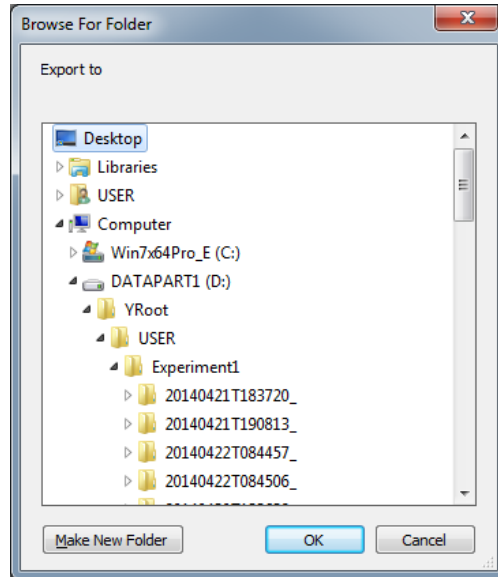 Browse For Folder
Export to
Desktop
Libraries
USER
Computer
Win7x64Pro_E (C:)
DATAPART1 (D:)
YRoot
USER
Experiment1
20140421T183720_
20140421T190813_
20140422T084457_
20140422T084506_
Make New Folder
OK
Cancel